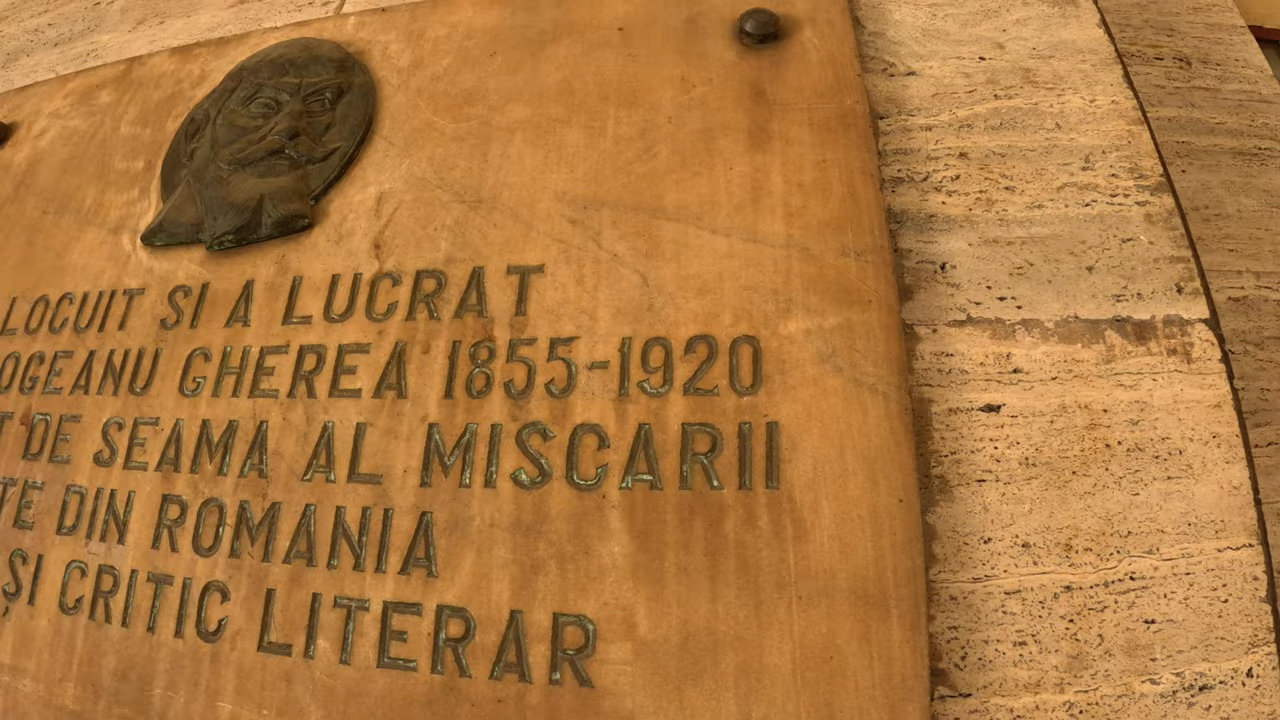 LOCUIT SI A LUCRAT
OGEANU GHEREA 1855-1920
T DE SEAMA AL MISCARII
TE DIN ROMANIA
ȘI CRITIC LITERAR